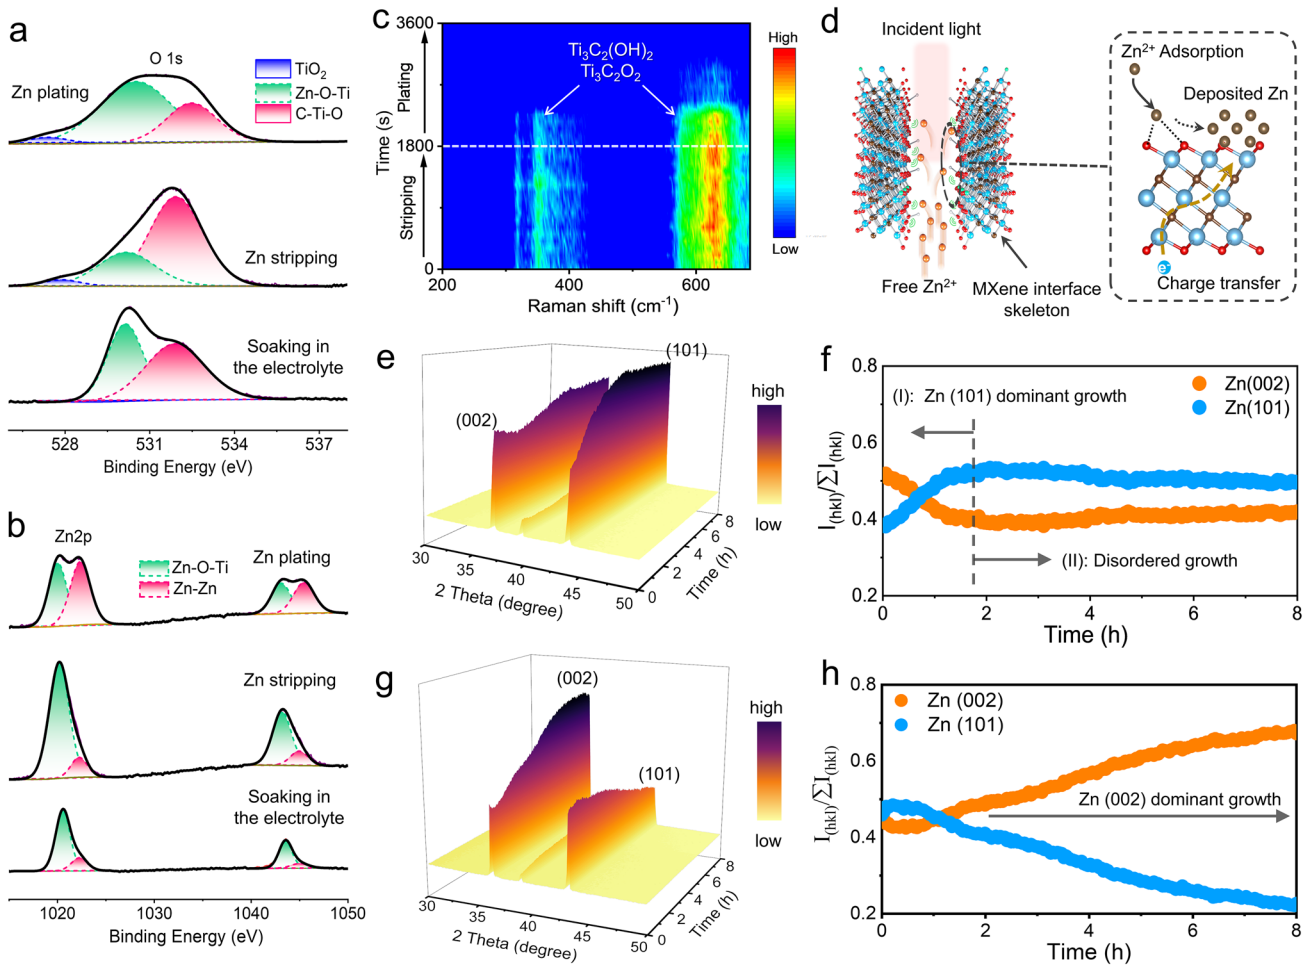 a
O 1s
TiO2
Zn-O-Ti
C-Ti-O
Zn plating
Zn stripping
Soaking in
the electrolyte
528
531
534
537
Binding Energy (eV)
b
Zn2p
Zn-O-Ti
Zn-Zn
Zn plating
Zn stripping
Soaking in
the electrolyte
1020
1030
1040
1050
Binding Energy (eV)
c
3600
1800
0
Time (s)
Plating
Stripping
Ti3C2(OH)2
Ti3C2O2
200
400
600
Raman shift (cm-1)
High
Low
d
Incident light
Free Zn2+
MXene interface
skeleton
Zn2+ Adsorption
Deposited Zn
e-
Charge transfer
e
(002)
(101)
high
low
30
35
40
45
50
2 Theta (degree)
0
2
4
6
8
Time (h)
f
0.8
0.6
0.4
0.2
I(hkl)/ΣI(hkl)
Zn(002)
Zn(101)
(I): Zn (101) dominant growth
(II): Disordered growth
0
2
4
6
8
Time (h)
g
(002)
(101)
high
low
30
35
40
45
50
2 Theta (degree)
0
2
4
6
8
Time (h)
h
0.8
0.6
0.4
0.2
I(hkl)/ΣI(hkl)
Zn (002)
Zn (101)
Zn (002) dominant growth
0
2
4
6
8
Time (h)